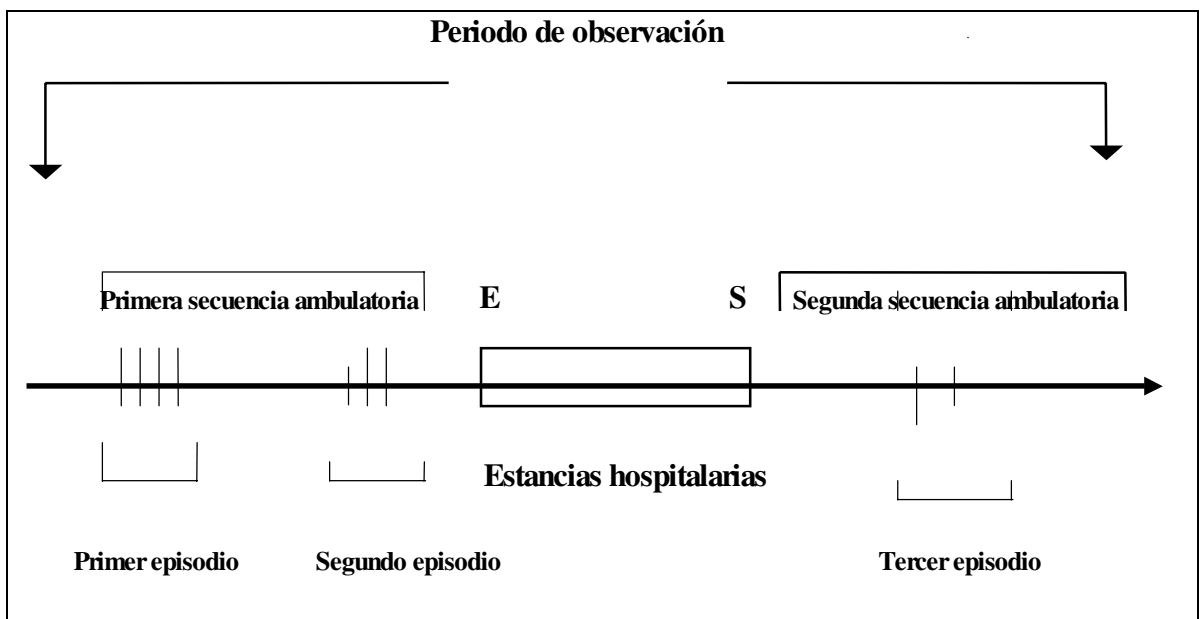 Periodo de observación
Primera secuencia ambulatoria E S Segunda secuencia ambulatoria
Estancias hospitalarias
Primer episodio Segundo episodio Tercer episodio